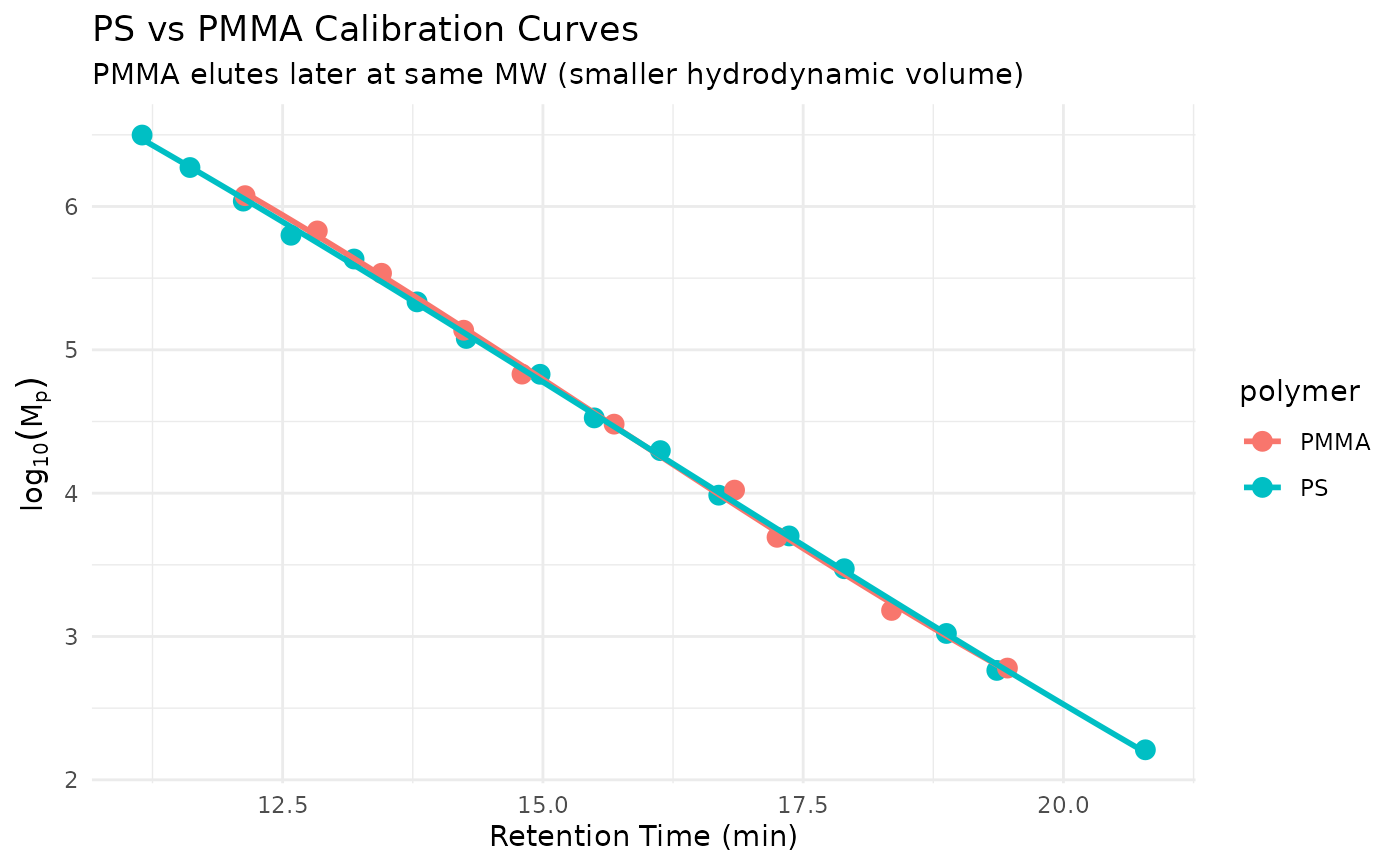 PS vs PMMA Calibration Curves
PMMA elutes later at same MW (smaller hydrodynamic volume)
log₁₀(Mₚ)
6
5
4
3
2
12.5 15.0 17.5 20.0
Retention Time (min)
polymer
PMMA
PS